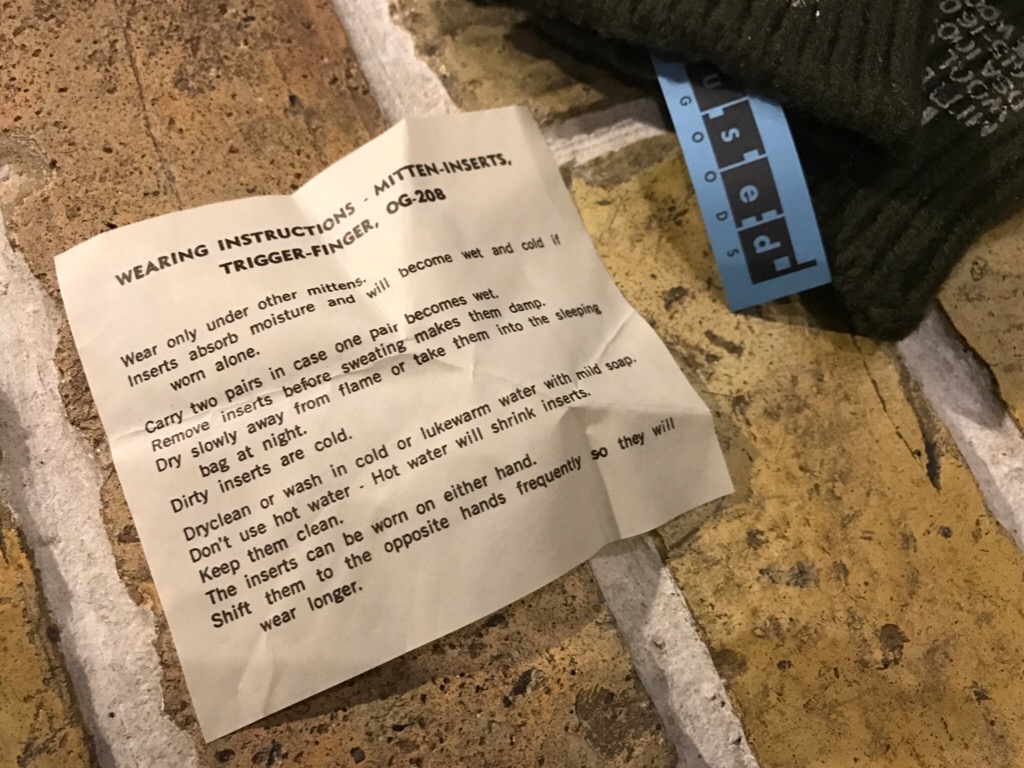 WEARING INSTRUCTIONS - MITTEN-INSERTS,
TRIGGER-FINGER, OG-208
Wear only under other mittens.
Inserts absorb moisture and will become wet and cold if
worn alone.
Carry two pairs in case one pair becomes wet.
Remove inserts before sweating makes them damp.
Dry slowly away from flame or take them into the sleeping
bag at night.
Dirty inserts are cold.
Dryclean or wash in cold or lukewarm water with mild soap.
Don't use hot water - Hot water will shrink inserts.
Keep them clean.
The inserts can be worn on either hand.
Shift them to the opposite hands frequently so they will
wear longer.
used.
GOODS